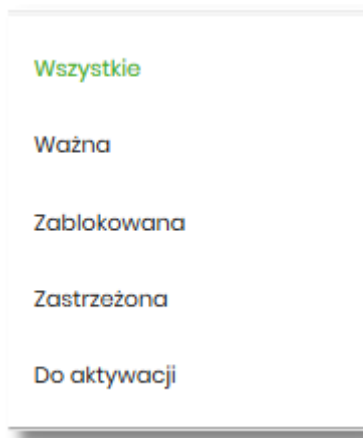 Wszystkie
Ważna
Zablokowana
Zastrzeżona
Do aktywacji